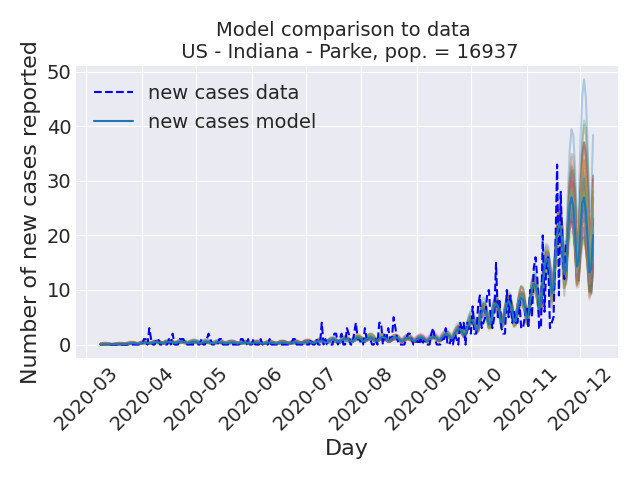 Model comparison to data
US - Indiana - Parke, pop. = 16937
Number of new cases reported
50
40
30
20
10
0
new cases data
new cases model
2020-03
2020-04
2020-05
2020-06
2020-07
2020-08
2020-09
2020-10
2020-11
2020-12
Day